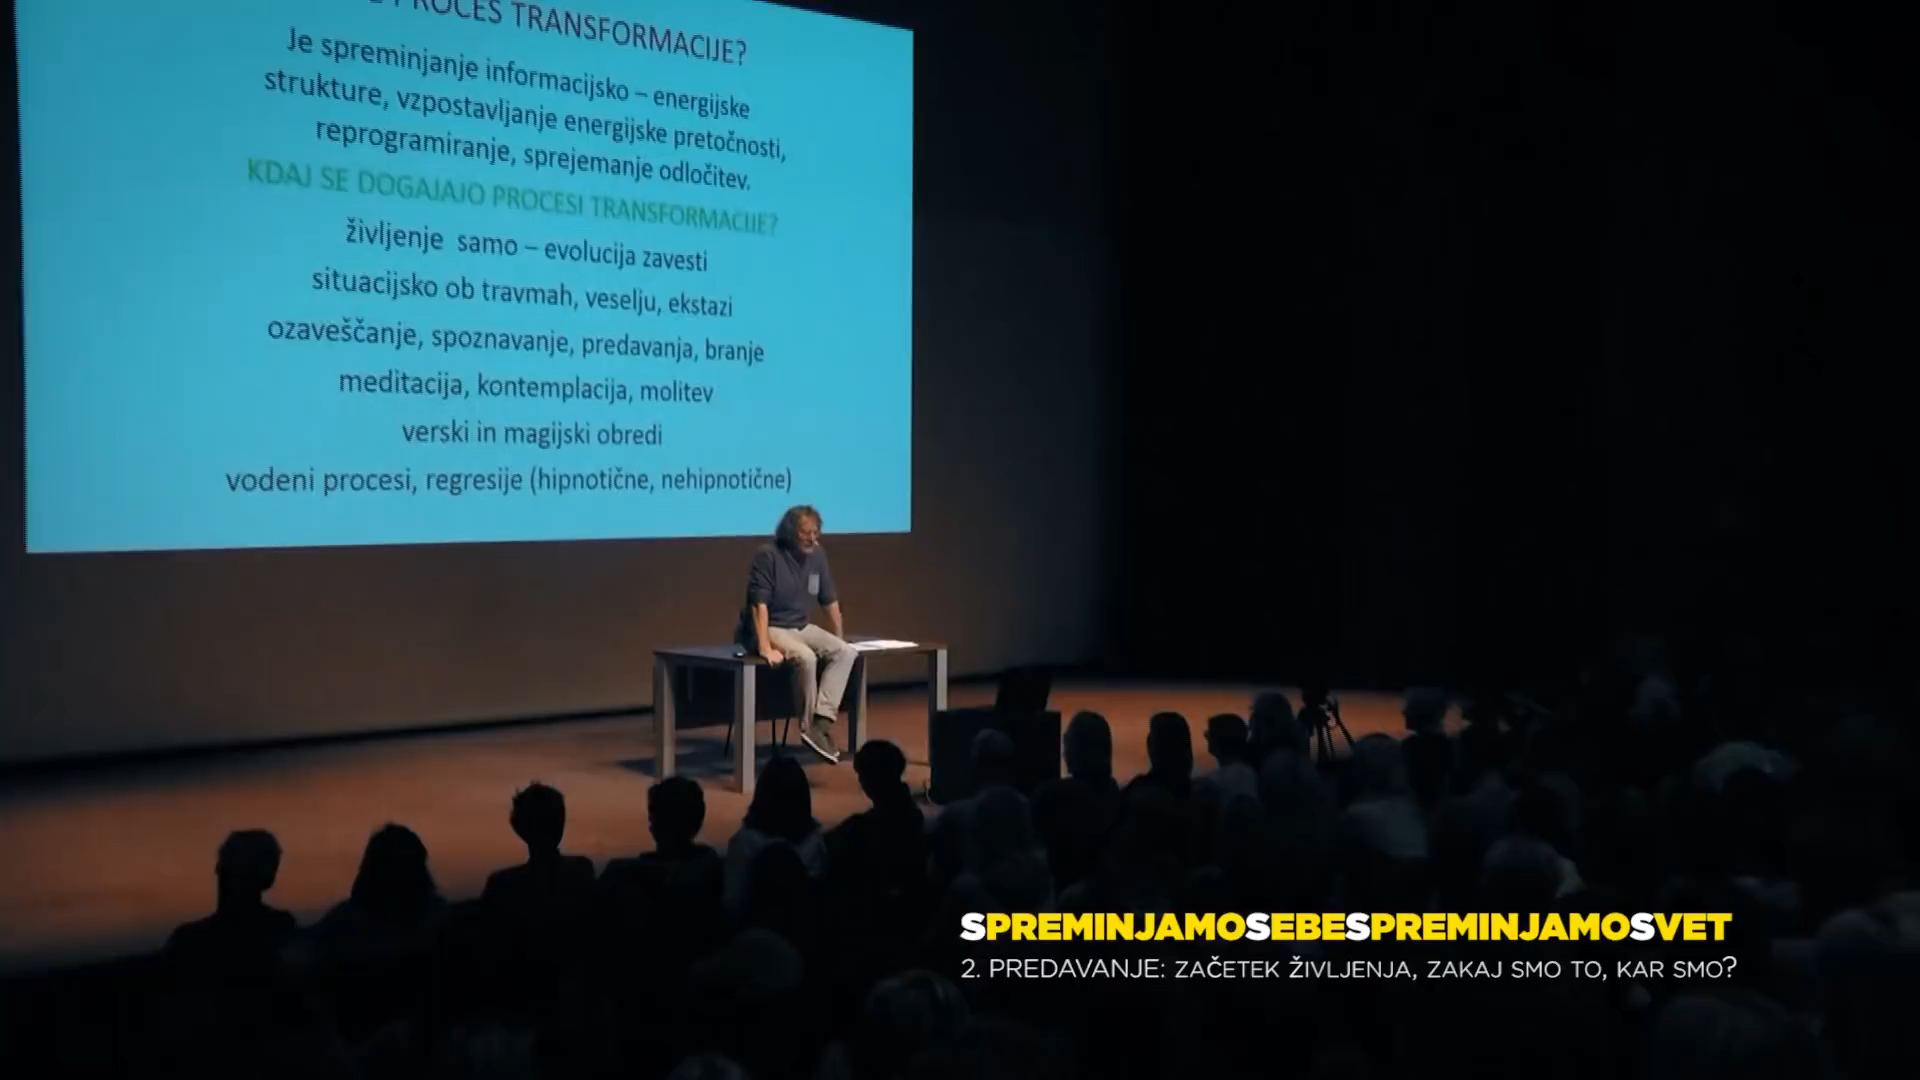 PROCES TRANSFORMACIJE?
Je spreminjanje informacijsko – energijske
strukture, vzpostavljanje energijske pretočnosti,
reprogramiranje, sprejemanje odločitev.
KDAJ SE DOGAJAJO PROCESI TRANSFORMACIJE?
življenje samo – evolucija zavesti
situacijsko ob travmah, veselju, ekstazi
ozaveščanje, spoznavanje, predavanja, branje
meditacija, kontemplacija, molitev
verski in magijski obredi
vodeni procesi, regresije (hipnotične, nehipnotične)
SPREMINJAMOSEBESPREMINJAMOSVET
2. PREDAVANJE: ZAČETEK ŽIVLJENJA, ZAKAJ SMO TO, KAR SMO?